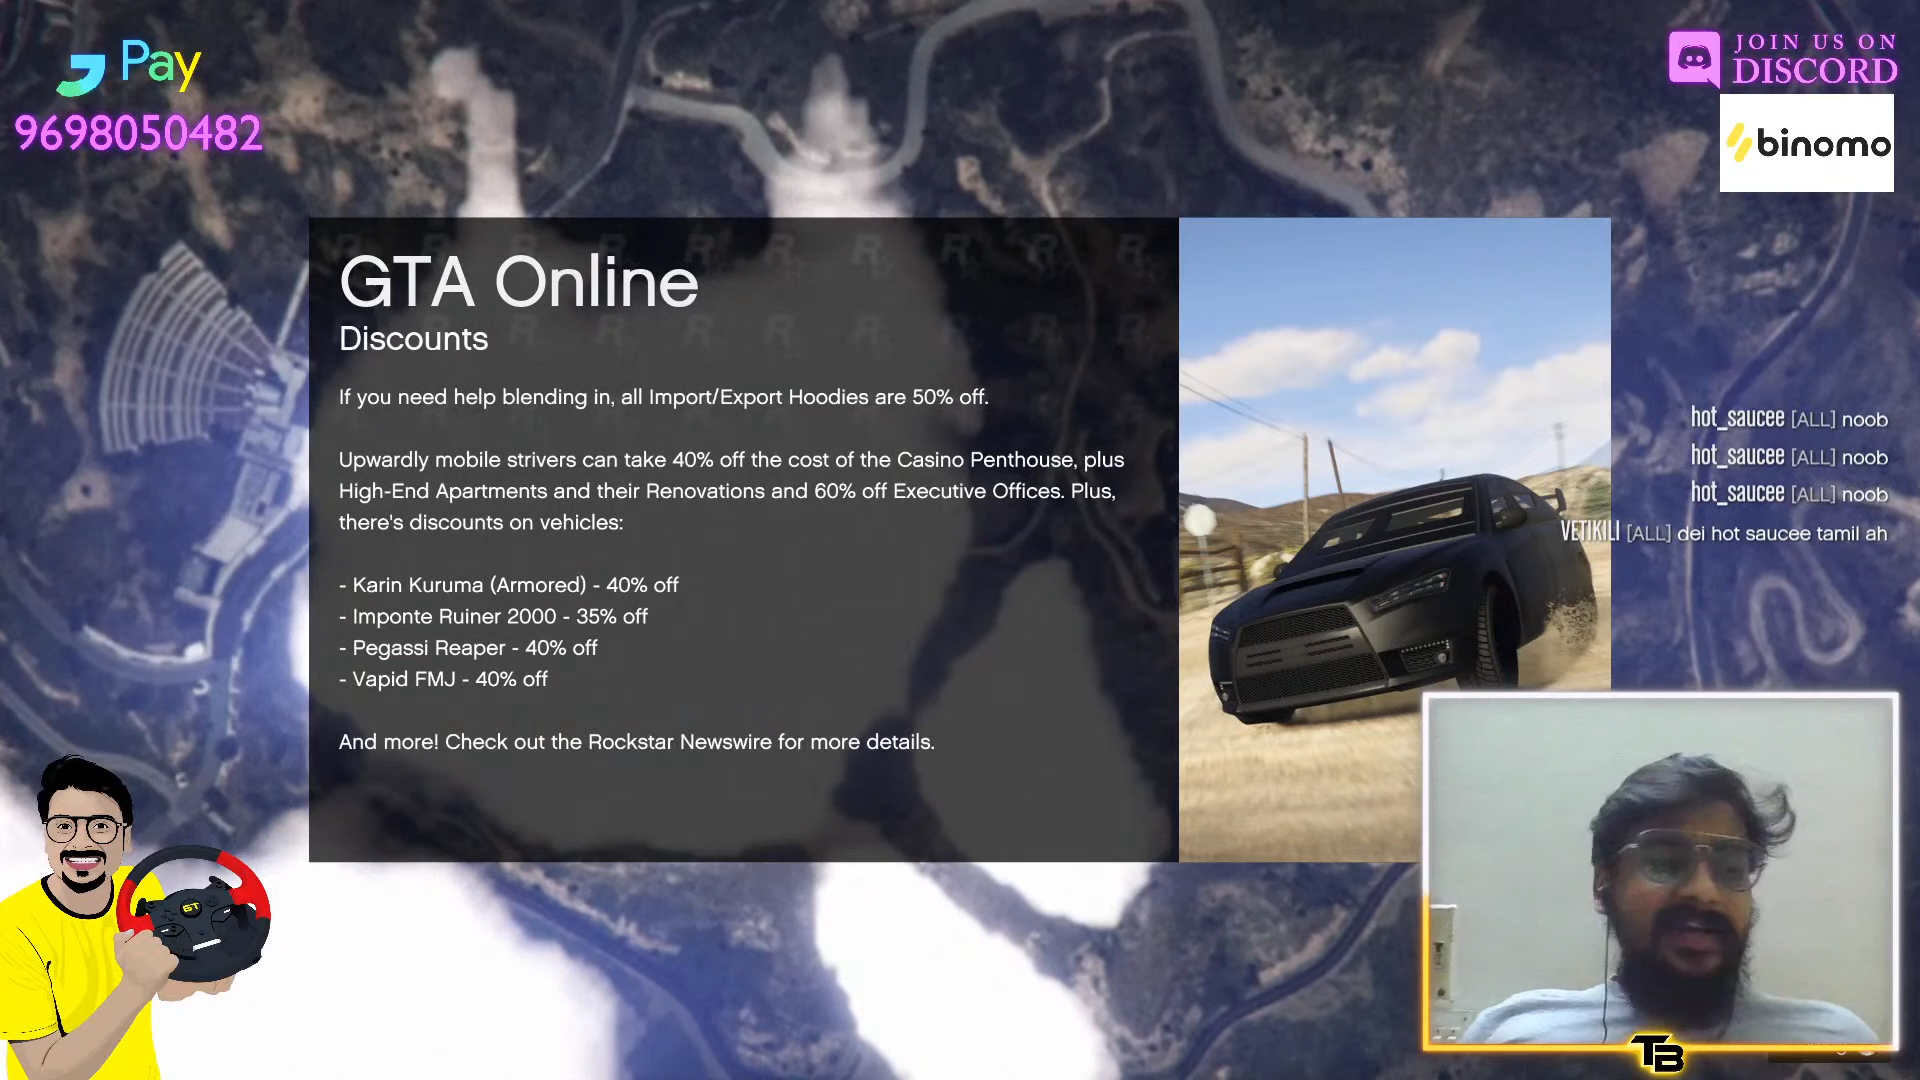 Pay
9698050482
JOIN US ON
DISCORD
binomo
GTA Online
Discounts
If you need help blending in, all Import/Export Hoodies are 50% off.
Upwardly mobile strivers can take 40% off the cost of the Casino Penthouse, plus
High-End Apartments and their Renovations and 60% off Executive Offices. Plus,
there's discounts on vehicles:
- Karin Kuruma (Armored) - 40% off
- Imponte Ruiner 2000 - 35% off
- Pegassi Reaper - 40% off
- Vapid FMJ - 40% off
And more! Check out the Rockstar Newswire for more details.
hot_saucee [ALL] noob
hot_saucee [ALL] noob
hot_saucee [ALL] noob
VETIKILI [ALL] dei hot saucee tamil ah
GT
TB